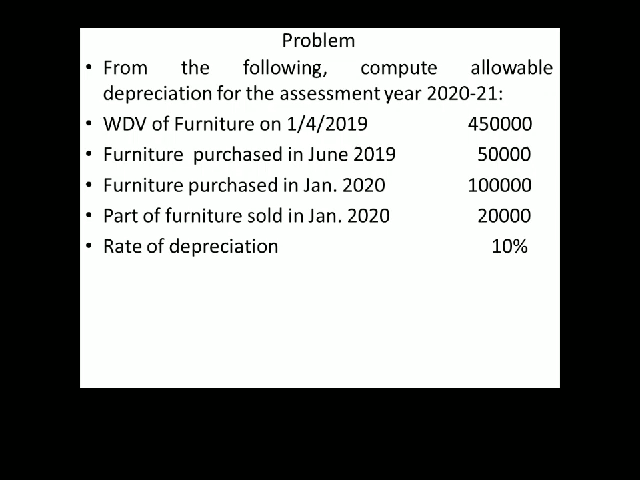 Problem
• From the following, compute allowable
depreciation for the assessment year 2020-21:
• WDV of Furniture on 1/4/2019 450000
• Furniture purchased in June 2019 50000
• Furniture purchased in Jan. 2020 100000
• Part of furniture sold in Jan. 2020 20000
• Rate of depreciation 10%